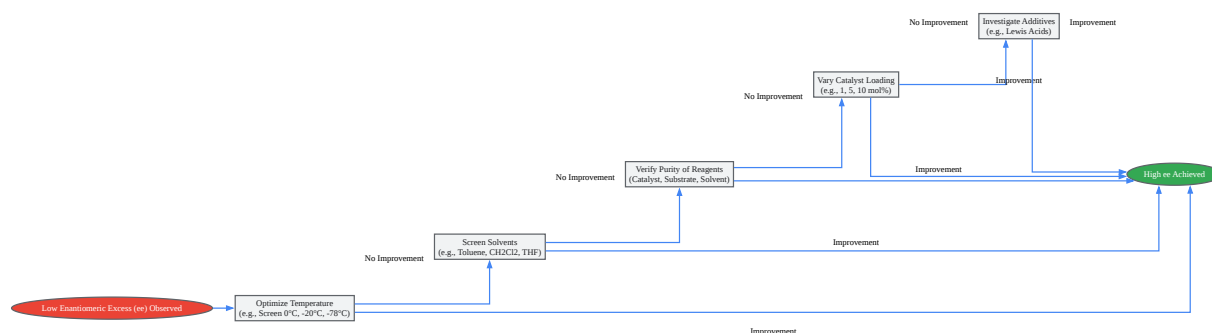 No Improvement
Investigate Additives
(e.g., Lewis Acids)
Improvement
Vary Catalyst Loading
(e.g., 1, 5, 10 mol%)
Improvement
No Improvement
Verify Purity of Reagents
(Catalyst, Substrate, Solvent)
Improvement
No Improvement
High ee Achieved
Screen Solvents
(e.g., Toluene, CH2Cl2, THF)
Improvement
No Improvement
Low Enantiomeric Excess (ee) Observed
Optimize Temperature
(e.g., Screen 0°C, -20°C, -78°C)
Improvement